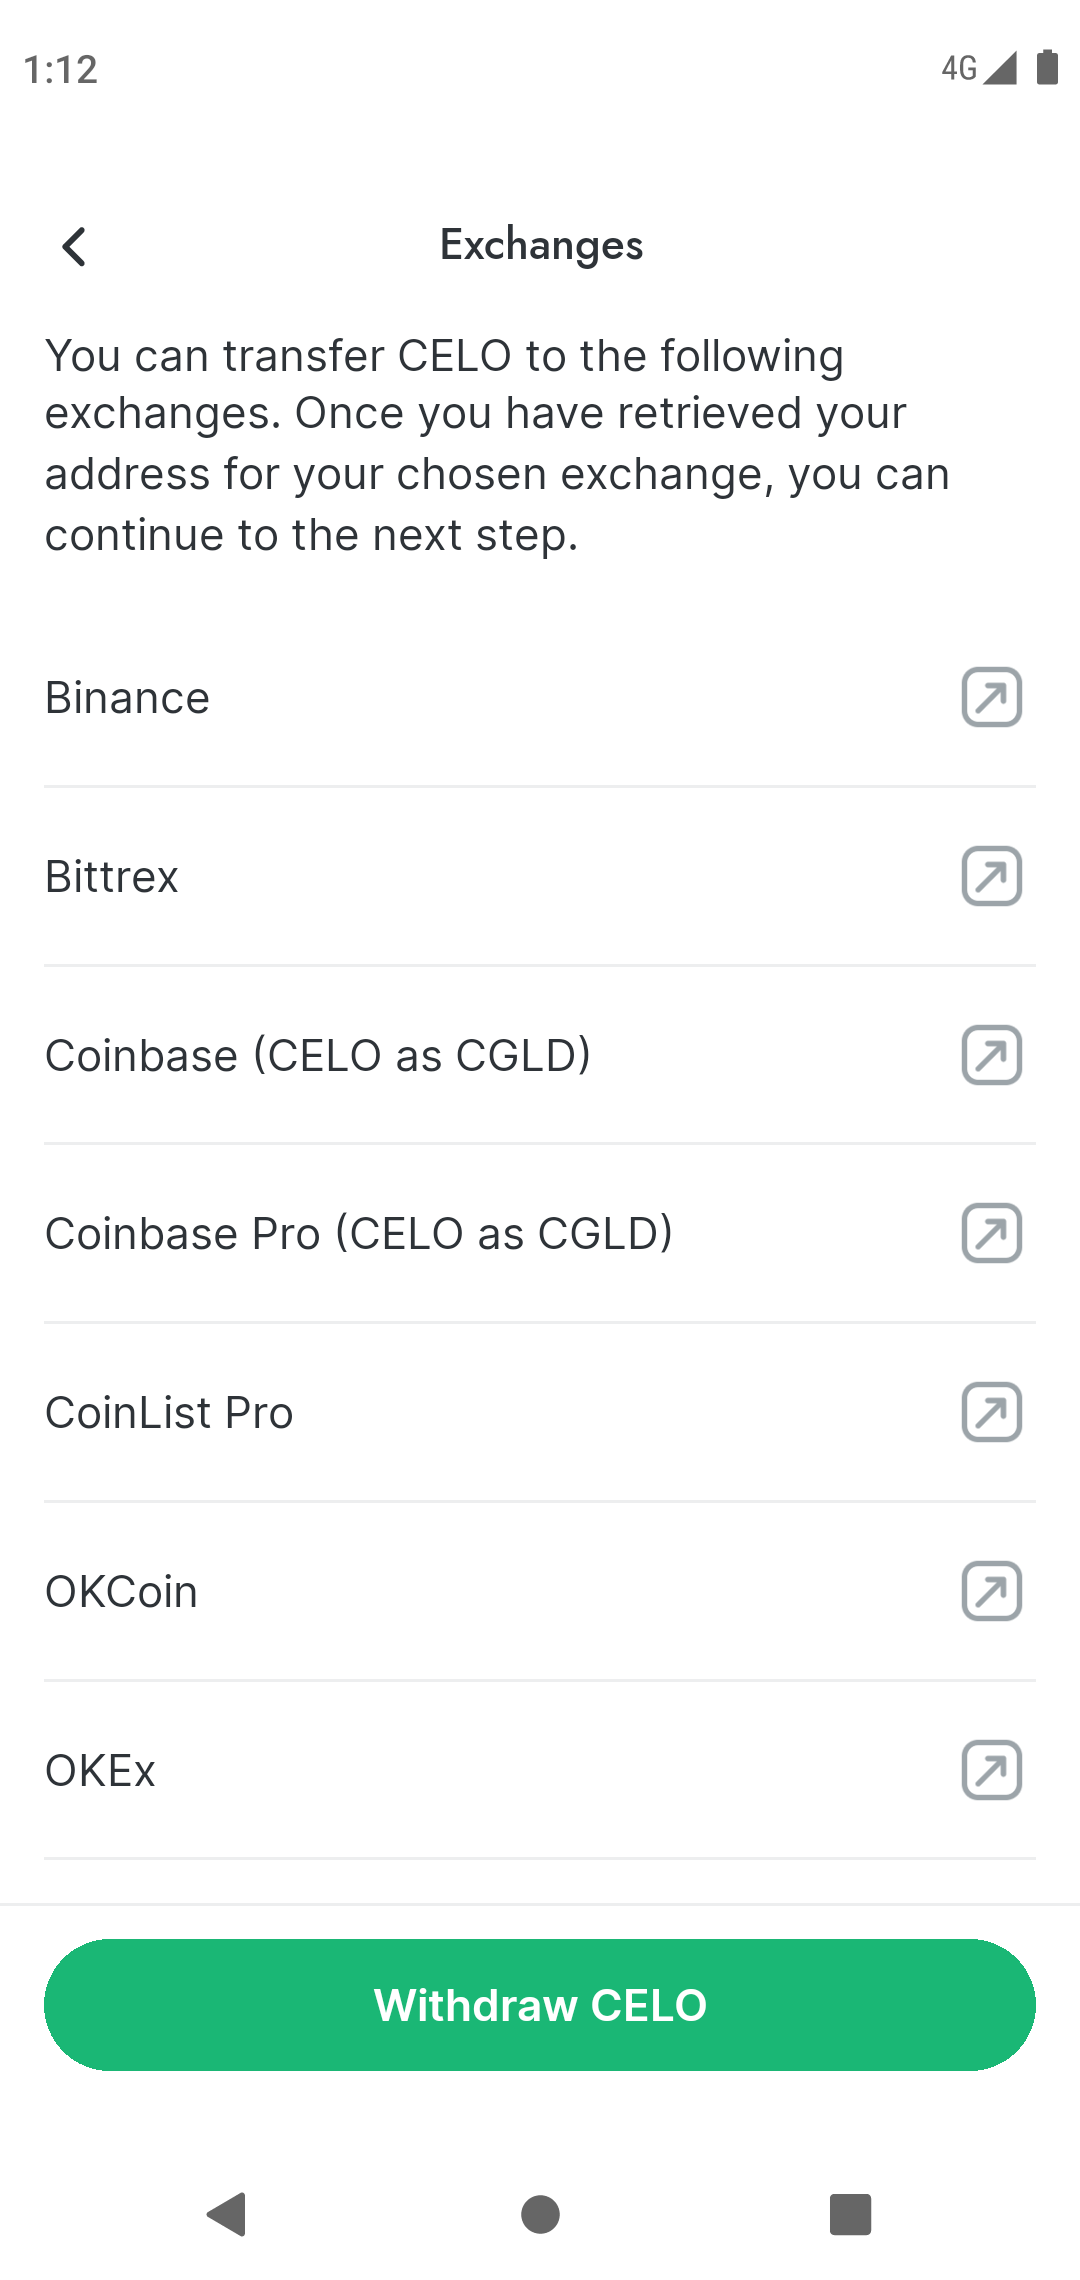 1:12
4G
Exchanges
You can transfer CELO to the following
exchanges. Once you have retrieved your
address for your chosen exchange, you can
continue to the next step.
Binance
Bittrex
Coinbase (CELO as CGLD)
Coinbase Pro (CELO as CGLD)
CoinList Pro
OKCoin
OKEx
Withdraw CELO